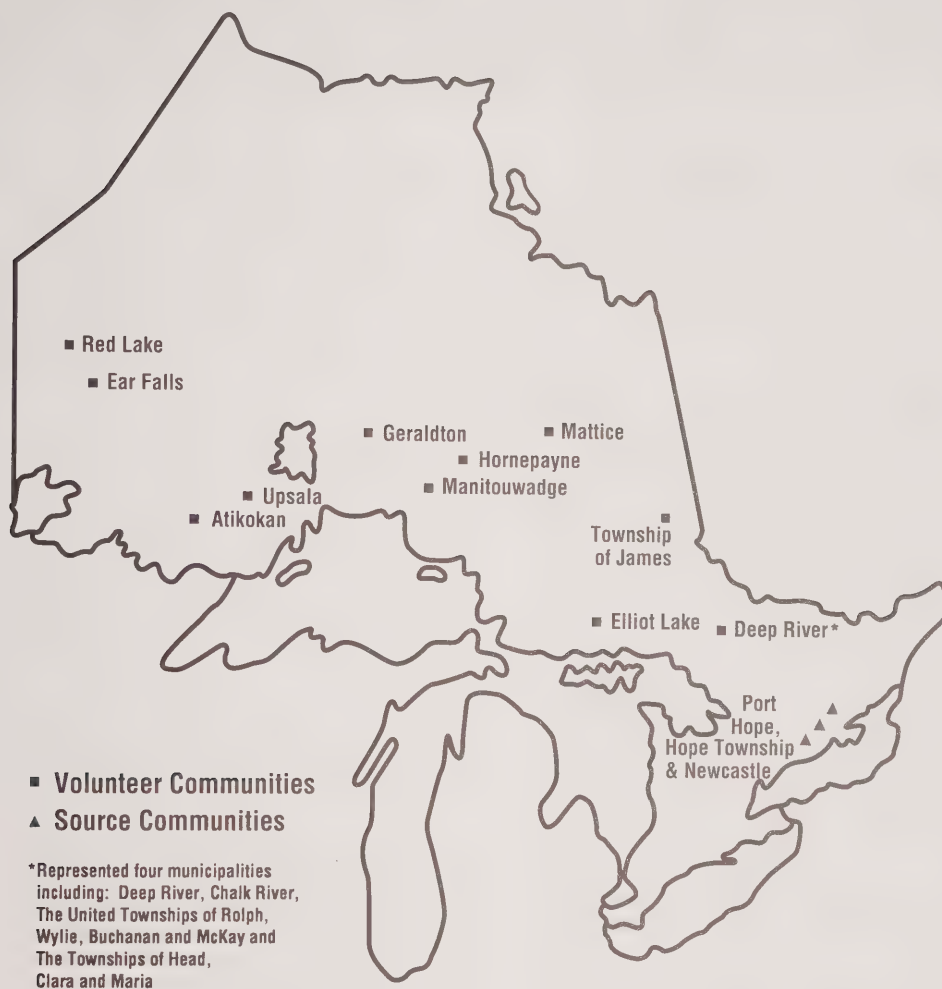 Red Lake
Ear Falls
Geraldton
Mattice
Hornepayne
Manitouwadge
Upsala
Atikokan
Township
of James
Elliot Lake
Deep River*
Port
Hope,
Hope Township
& Newcastle
Volunteer Communities
Source Communities
*Represented four municipalities
including: Deep River, Chalk River,
The United Townships of Rolph,
Wylie, Buchanan and McKay and
The Townships of Head,
Clara and Maria